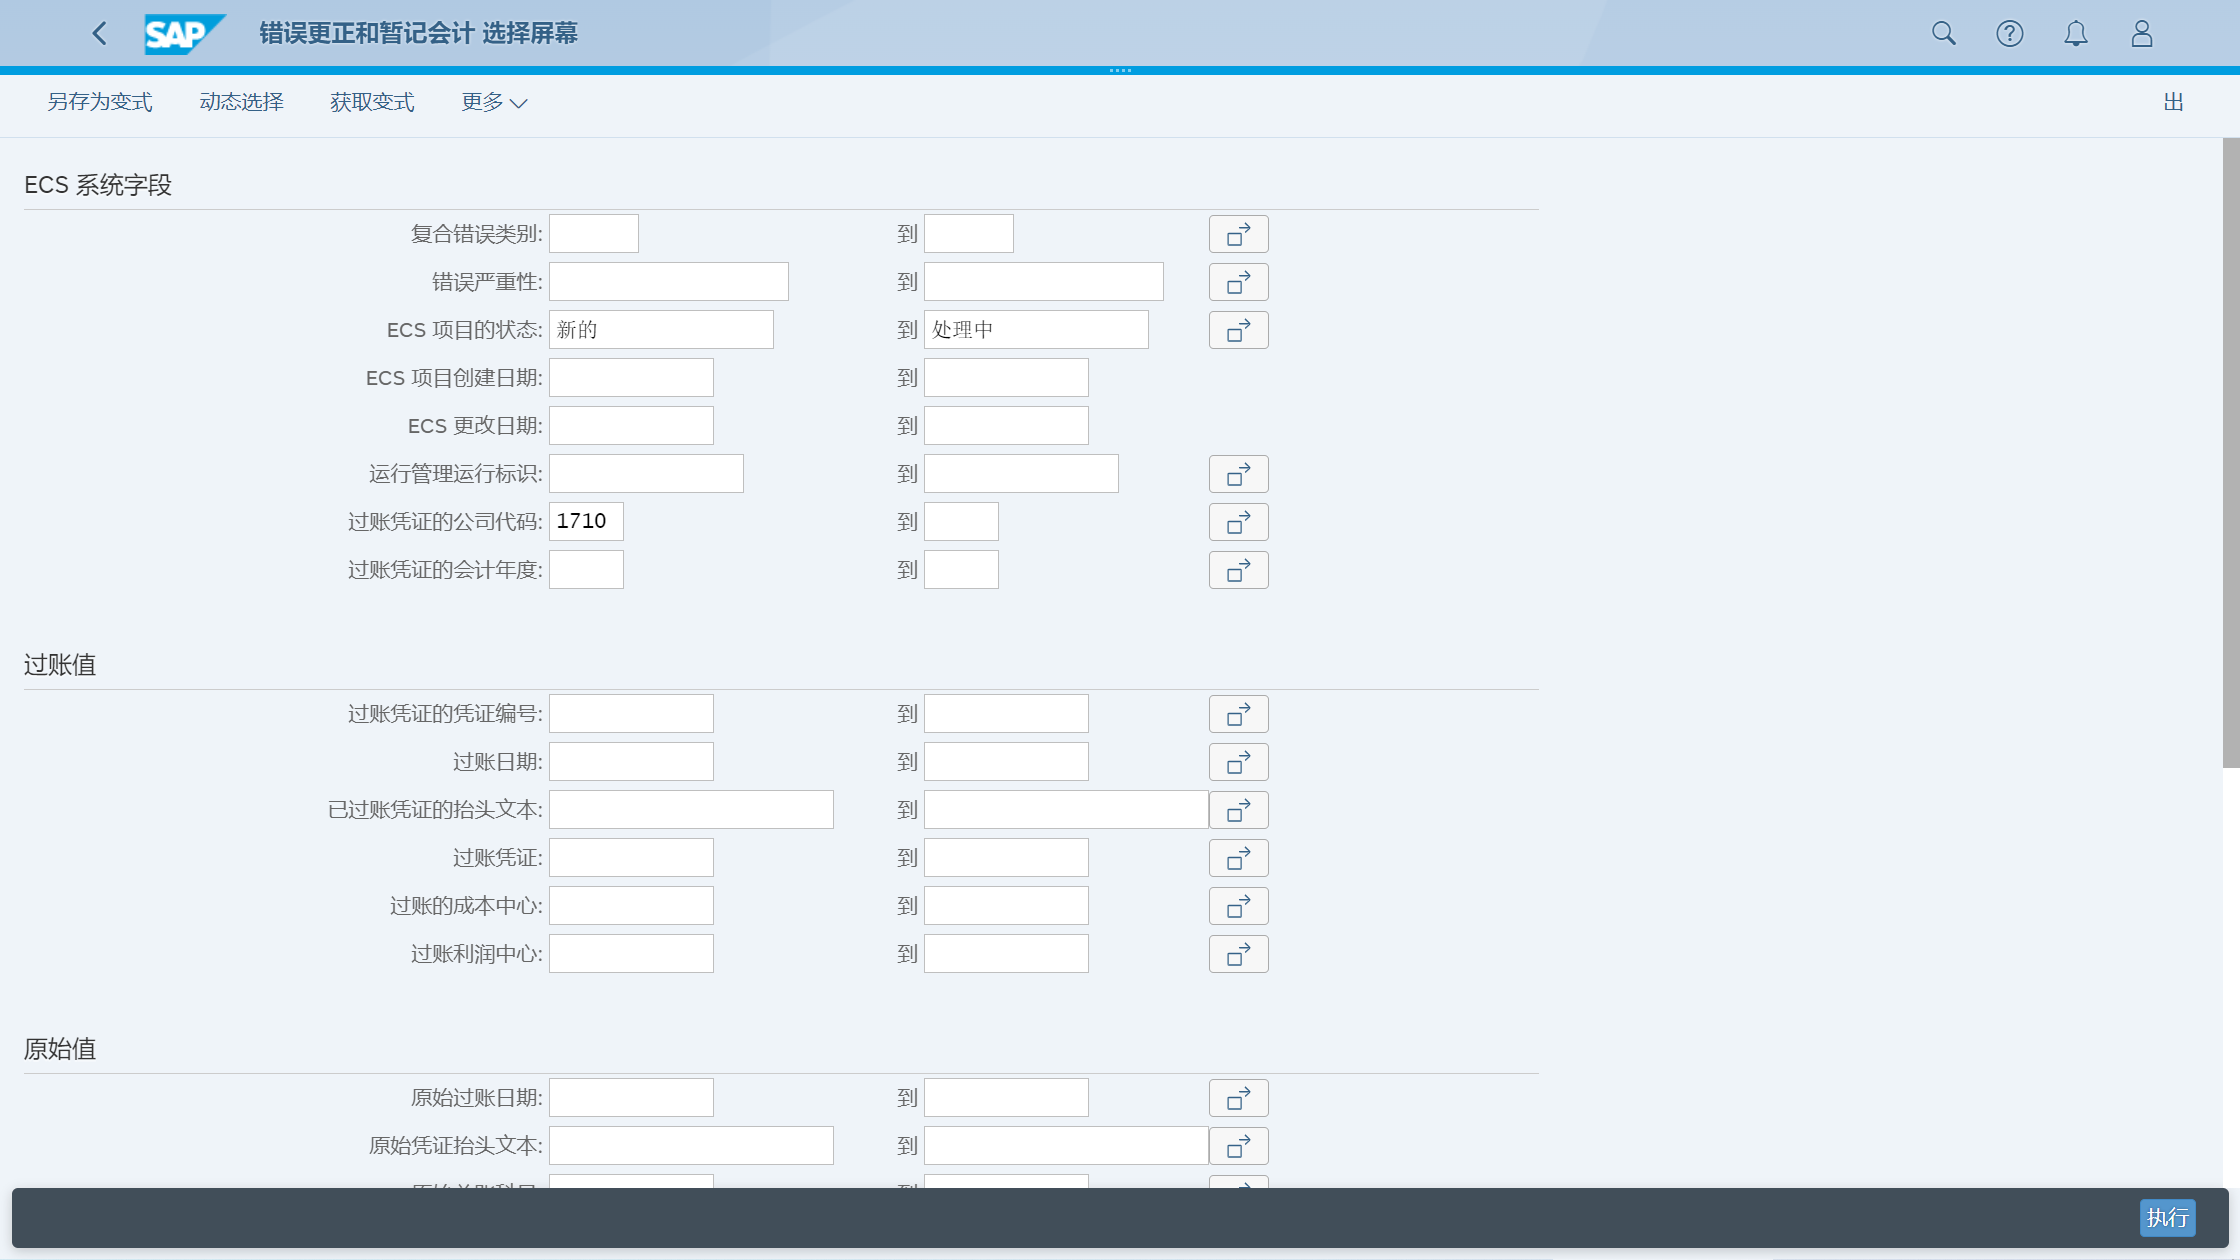 SAP 错误更正和暂记会计 选择屏幕
另存为变式 动态选择 获取变式 更多 出
ECS 系统字段
复合错误类别: 到
错误严重性: 到
ECS 项目的状态: 新的 到 处理中
ECS 项目创建日期: 到
ECS 更改日期: 到
运行管理运行标识: 到
过账凭证的公司代码: 1710 到
过账凭证的会计年度: 到
过账值
过账凭证的凭证编号: 到
过账日期: 到
已过账凭证的抬头文本: 到
过账凭证: 到
过账的成本中心: 到
过账利润中心: 到
原始值
原始过账日期: 到
原始凭证抬头文本: 到
执行